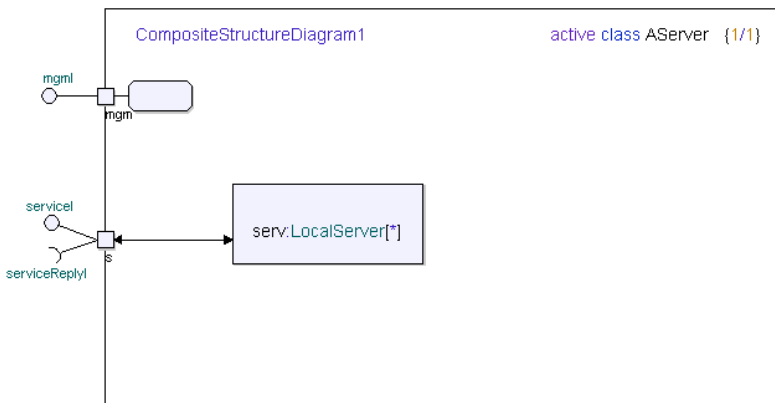 CompositeStructureDiagram1
active class AServer {1/1}
mgmI
mgm
serviceI
serv:LocalServer[*]
s
serviceReplyI